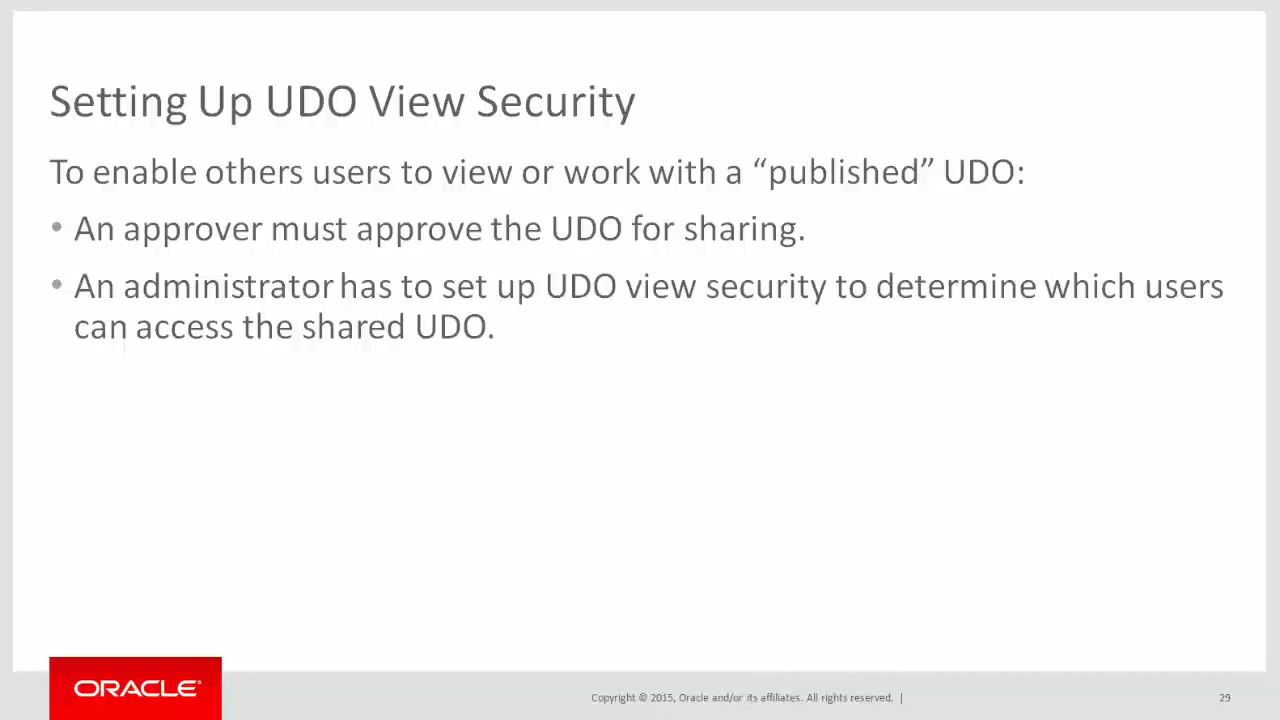 Setting Up UDO View Security
To enable others users to view or work with a “published” UDO:
• An approver must approve the UDO for sharing.
• An administrator has to set up UDO view security to determine which users
can access the shared UDO.
ORACLE®
Copyright © 2015, Oracle and/or its affiliates. All rights reserved. |
29